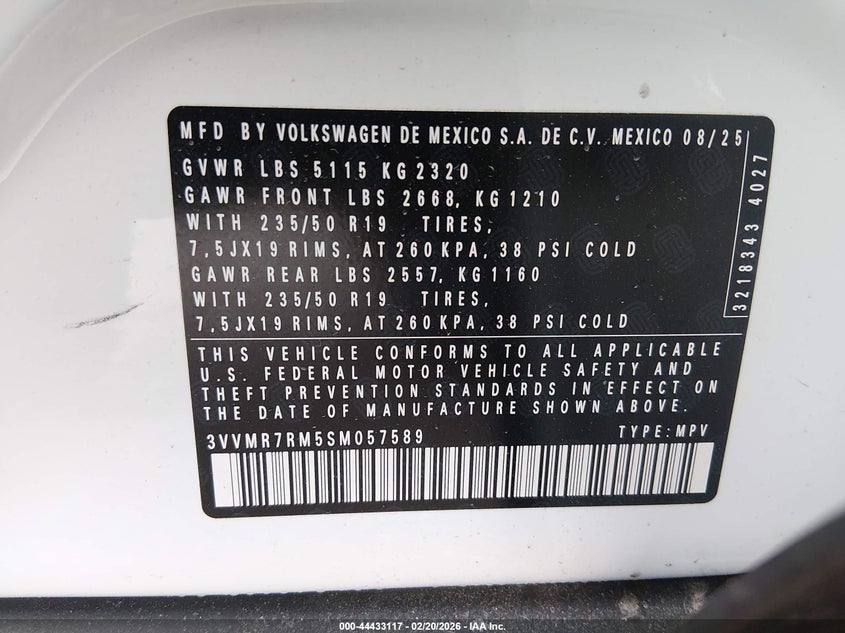 MFD BY VOLKSWAGEN DE MEXICO S.A. DE C.V. MEXICO 08/25
GVWR LBS 5115 KG 2320
GAWR FRONT LBS 2668, KG 1210
WITH 235/50 R19 TIRES,
7,5JX19 RIMS, AT 260 KPA, 38 PSI COLD
GAWR REAR LBS 2557, KG 1160
WITH 235/50 R19 TIRES,
7,5JX19 RIMS, AT 260 KPA, 38 PSI COLD
3218343 4027
THIS VEHICLE CONFORMS TO ALL APPLICABLE
U.S. FEDERAL MOTOR VEHICLE SAFETY AND
THEFT PREVENTION STANDARDS IN EFFECT ON
THE DATE OF MANUFACTURE SHOWN ABOVE.
3VVMR7RM5SM057589 TYPE: MPV
000-44433117 - 02/20/2026 - IAA Inc.